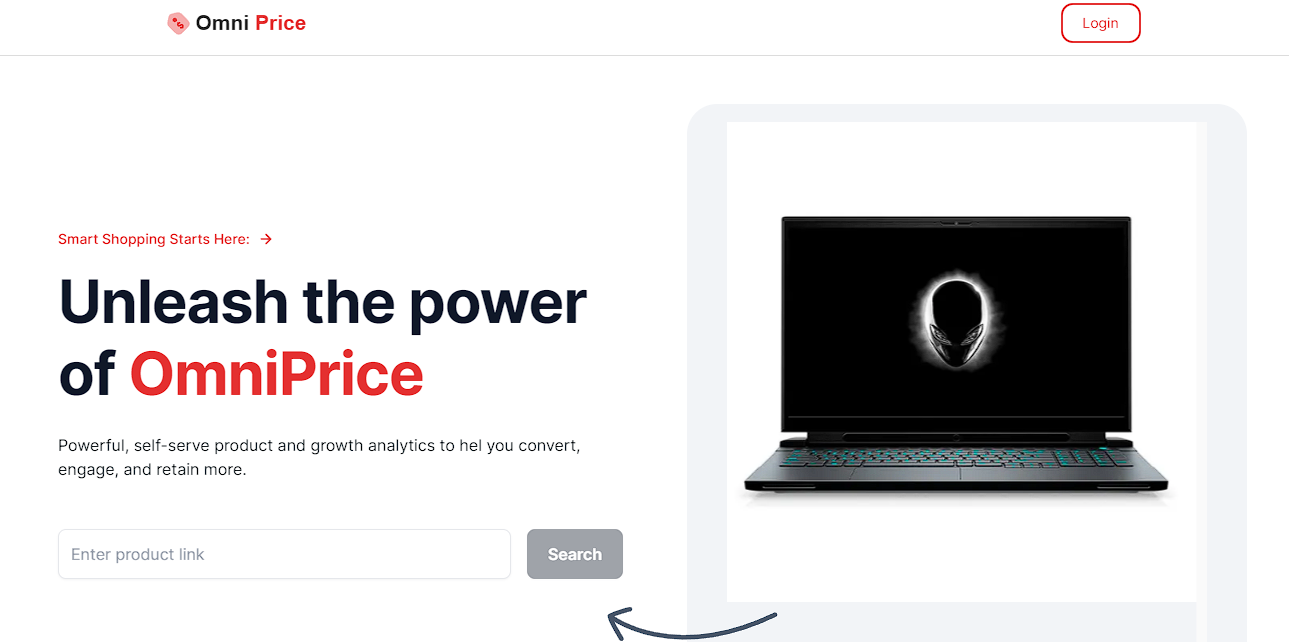 Omni Price
Login
Smart Shopping Starts Here:
Unleash the power
of OmniPrice
Powerful, self-serve product and growth analytics to hel you convert,
engage, and retain more.
Enter product link
Search